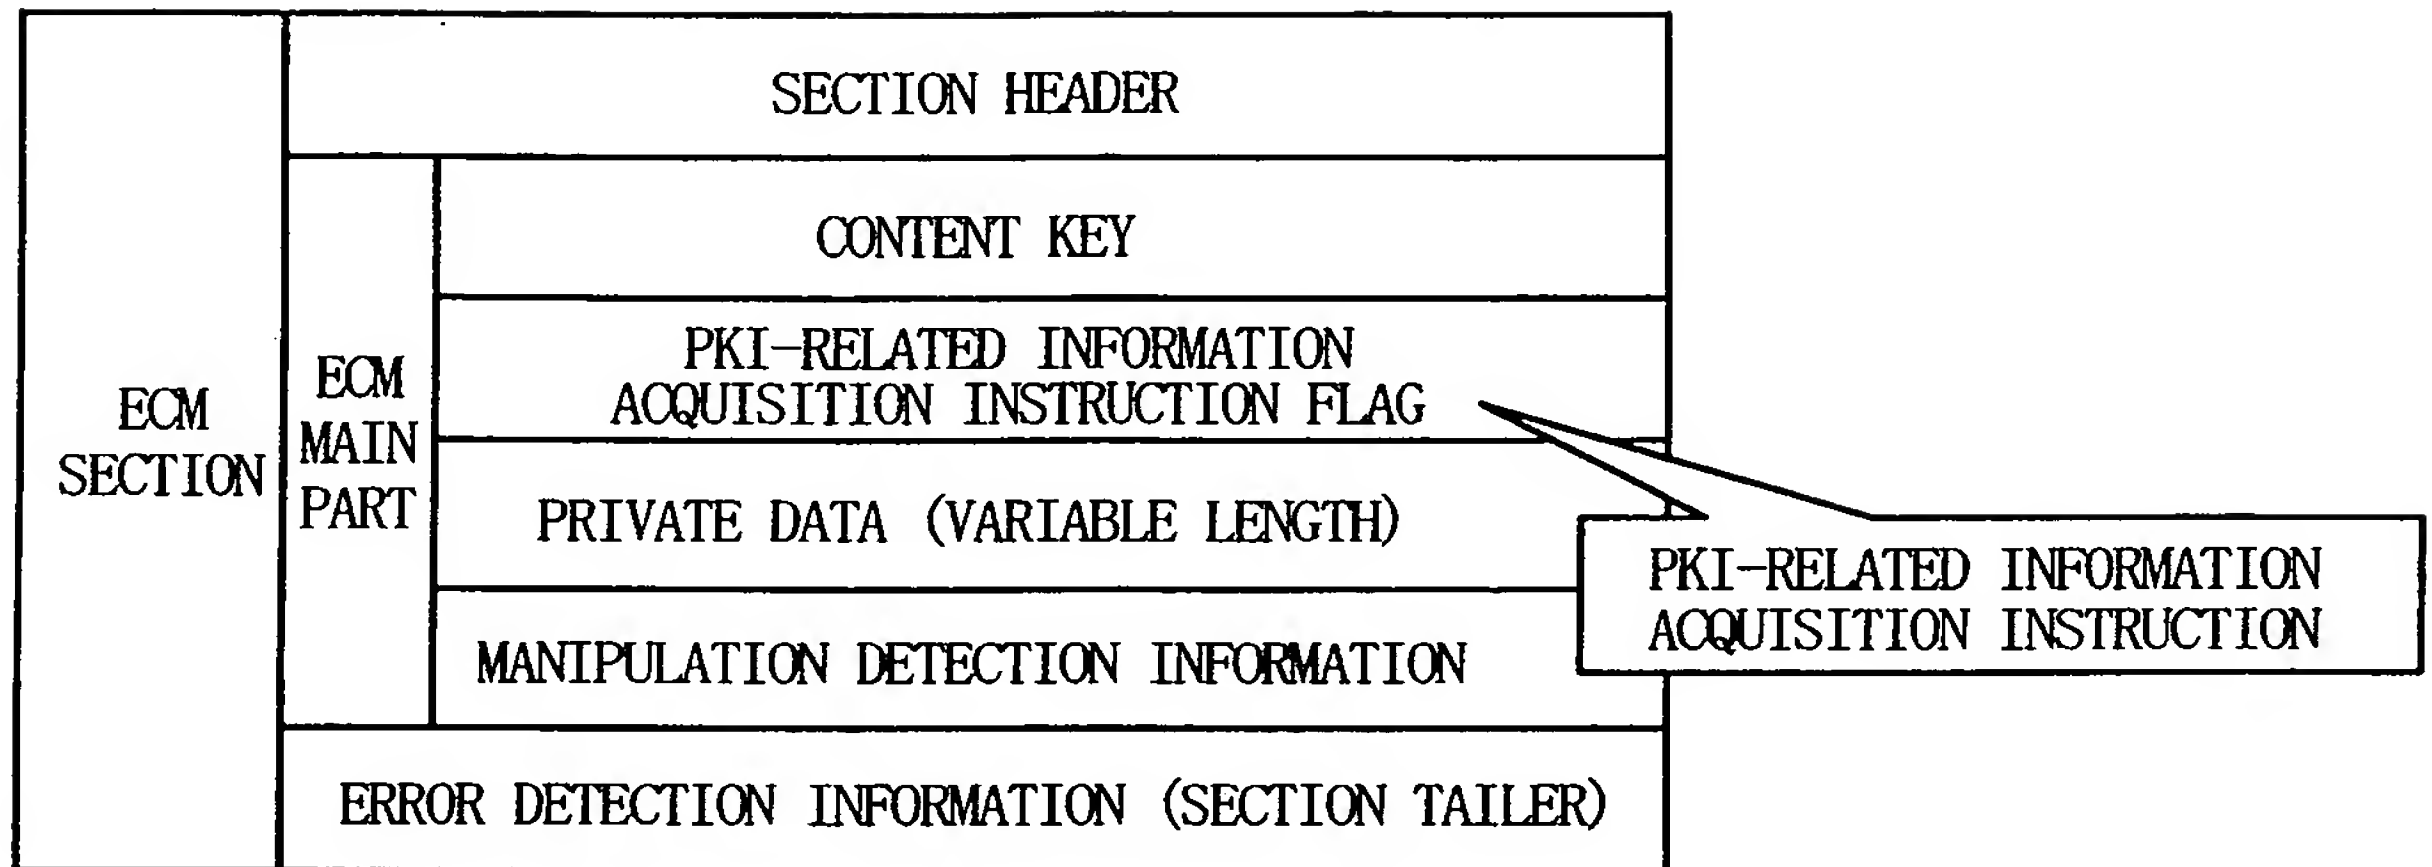 SECTION HEADER
CONTENT KEY
PKI-RELATED INFORMATION
ACQUISITION INSTRUCTION FLAG
ECM
SECTION
ECM
MAIN
PART
PRIVATE DATA (VARIABLE LENGTH)
PKI-RELATED INFORMATION
ACQUISITION INSTRUCTION
MANIPULATION DETECTION INFORMATION
ERROR DETECTION INFORMATION (SECTION TAILER)